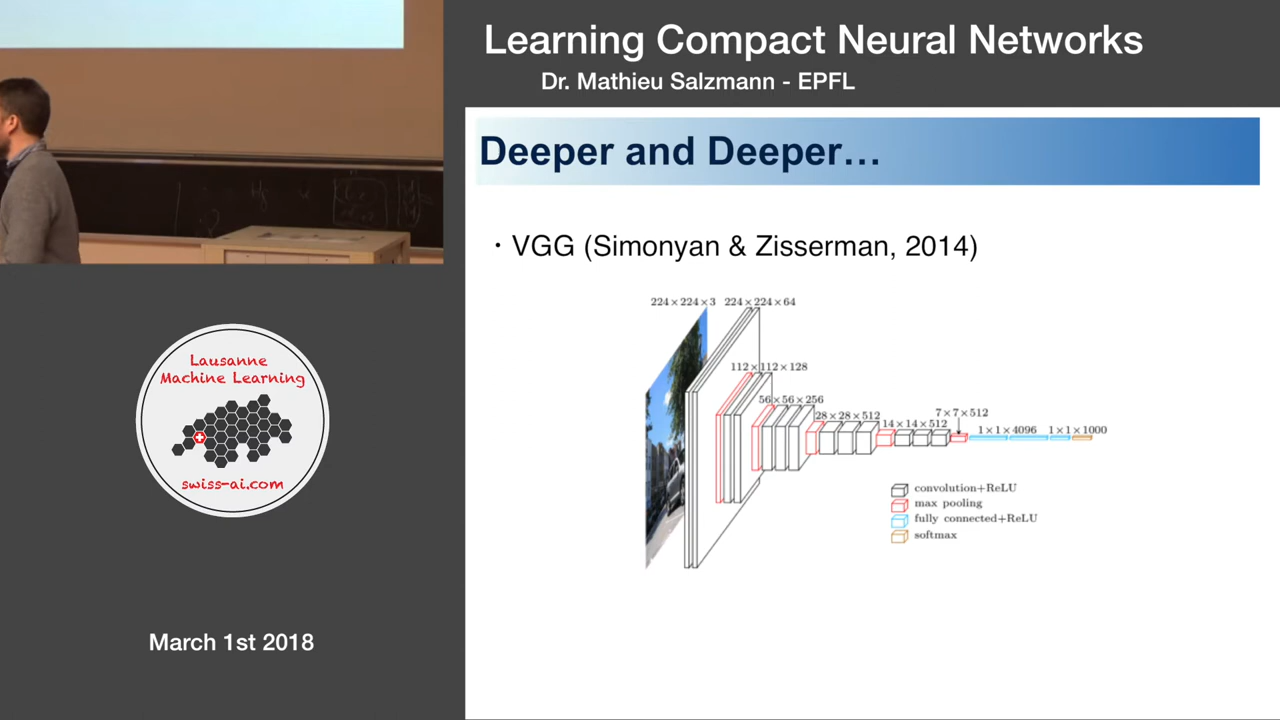 Learning Compact Neural Networks
Dr. Mathieu Salzmann - EPFL
Deeper and Deeper…
· VGG (Simonyan & Zisserman, 2014)
224×224×3 224×224×64
112×112×128
56×56×256
28×28×512
14×14×512
7×7×512
1×1×4096 1×1×1000
convolution+ReLU
max pooling
fully connected+ReLU
softmax
Lausanne
Machine Learning
swiss-ai.com
March 1st 2018